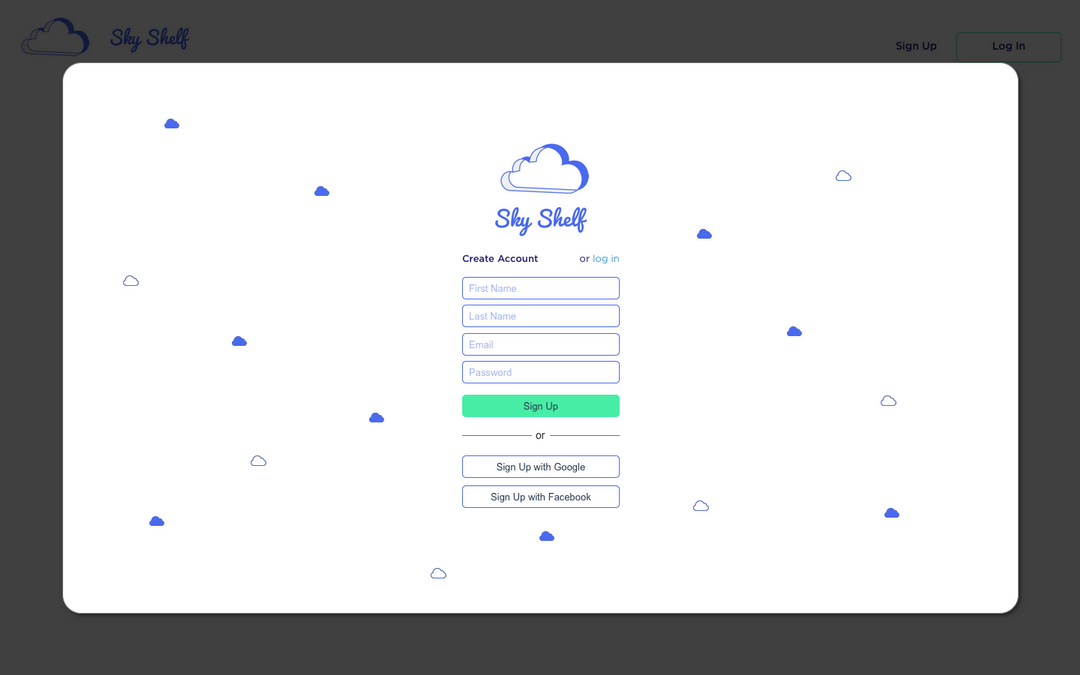 Sky Shelf
Sign Up
Log In
Sky Shelf
Create Account or log in
First Name
Last Name
Email
Password
Sign Up
or
Sign Up with Google
Sign Up with Facebook